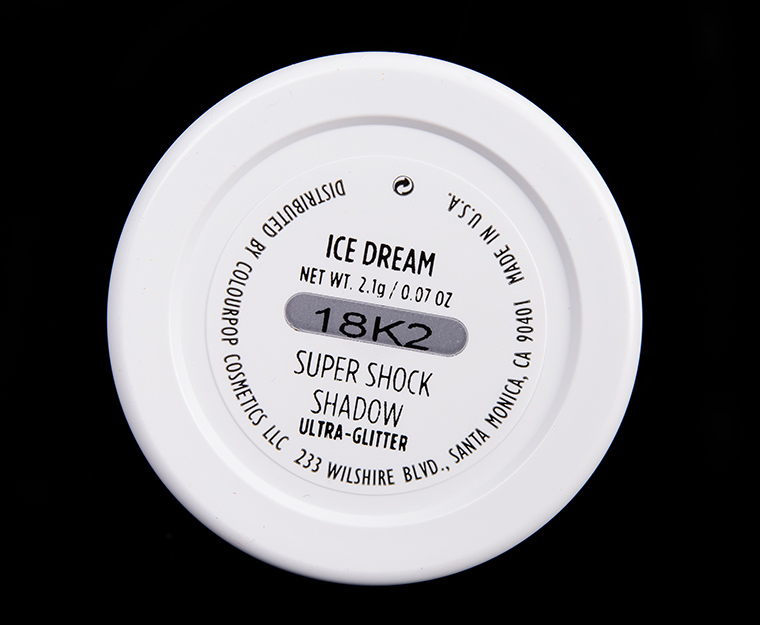 ICE DREAM
NET WT. 2.1g / 0.07 OZ
18K2
SUPER SHOCK
SHADOW
ULTRA-GLITTER
DISTRIBUTED BY COLOURPOP COSMETICS LLC 233 WILSHIRE BLVD., SANTA MONICA, CA 90401 MADE IN U.S.A.